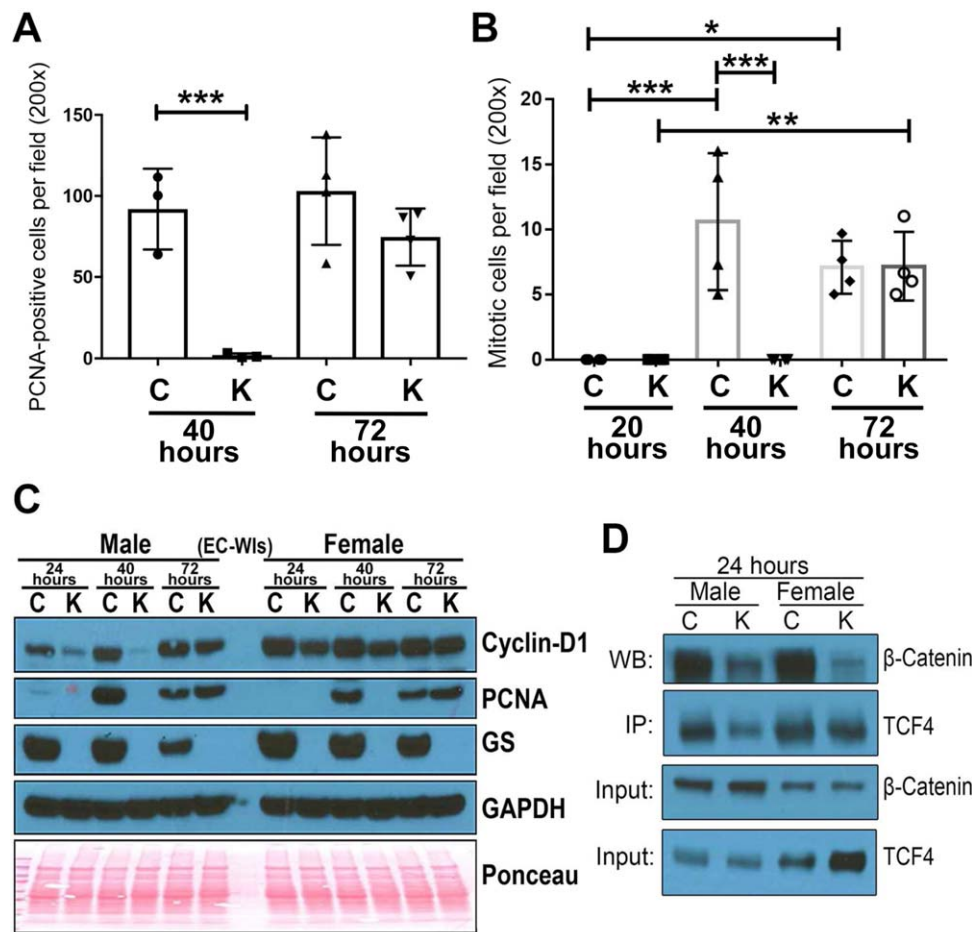 A
PCNA-positive cells per field (200x)
150
100
50
0
***
C K C K
40 hours
72 hours
B
Mitotic cells per field (200x)
20
15
10
5
0
*
***
***
**
C K C K C K
20 hours
40 hours
72 hours
C
Male (EC-Wls) Female
24 hours 40 hours 72 hours 24 hours 40 hours 72 hours
C K C K C K C K C K C K
Cyclin-D1
PCNA
GS
GAPDH
Ponceau
D
24 hours
Male Female
C K C K
WB: β-Catenin
IP: TCF4
Input: β-Catenin
Input: TCF4